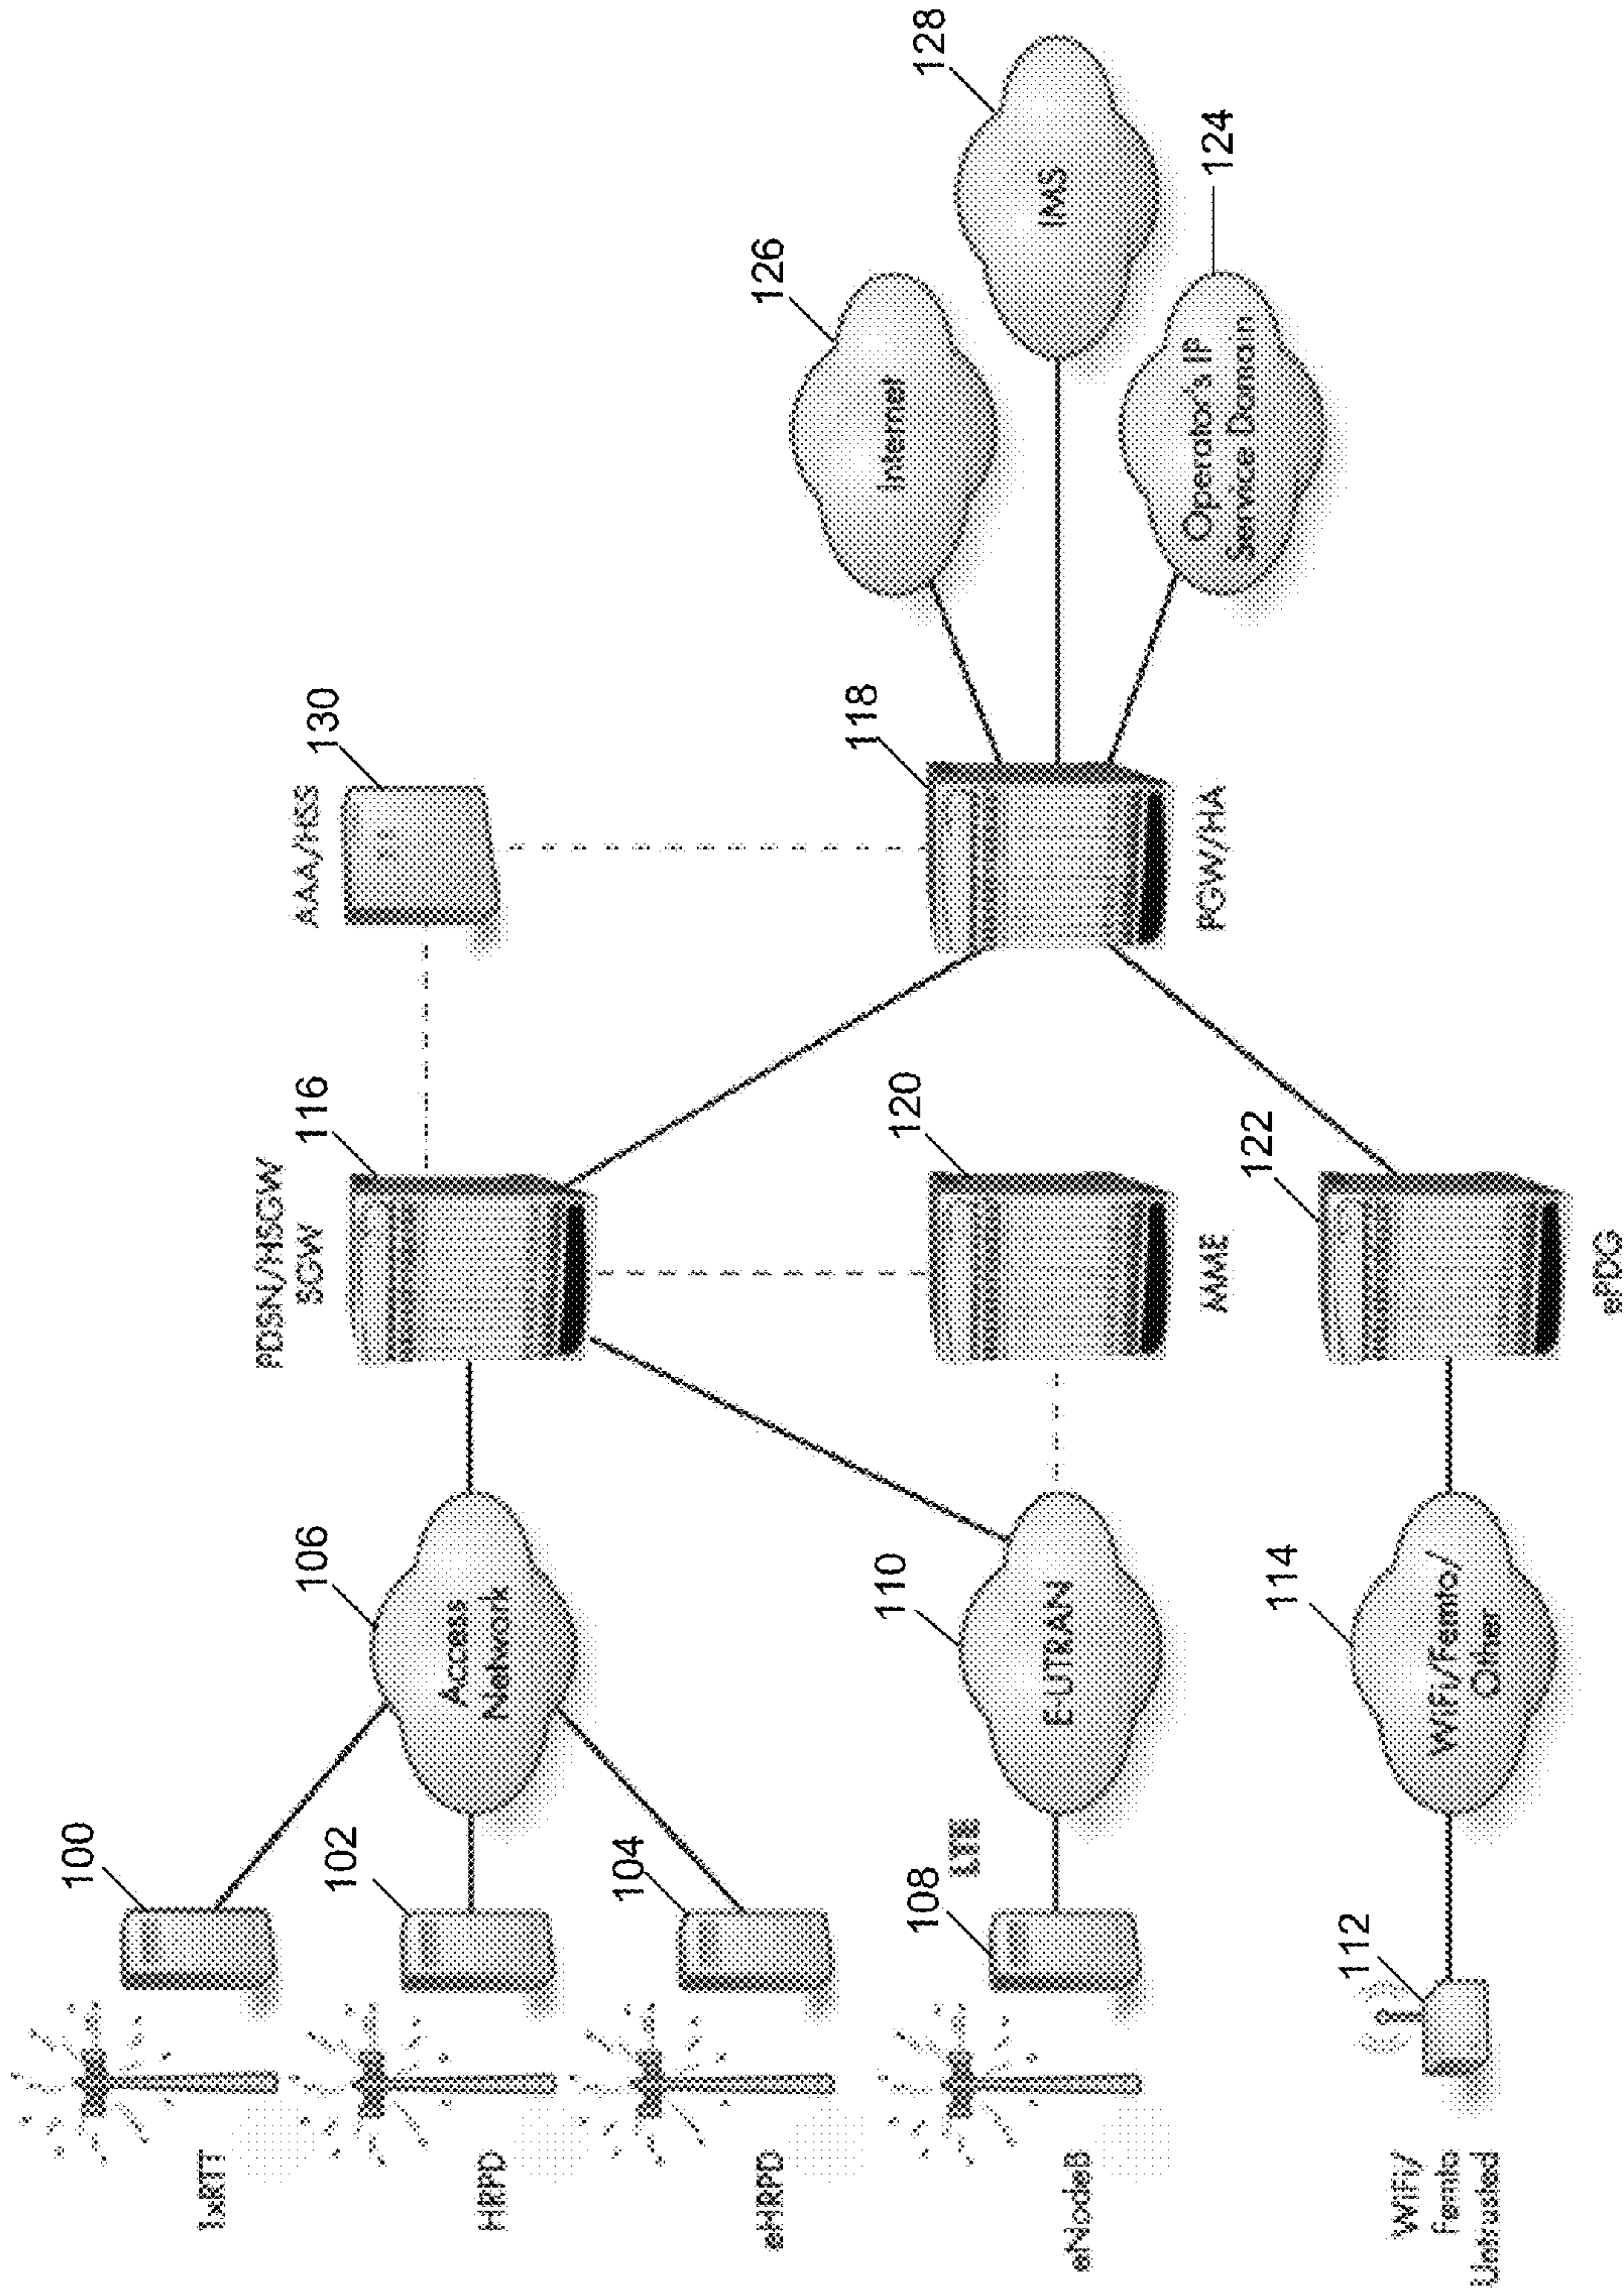 1xRTT
100
HRPD
102
eHRPD
104
Access
Network
106
PDSN/HSGW
SGW
116
AAA/HSS
130
eNodeB
108
LTE
E-UTRAN
110
MME
120
PGW/HA
118
Internet
126
IMS
128
Operator's IP
Service Domain
124
WiFi/
Femto
Untrusted
112
WiFi/Femto/
Other
114
ePDG
122